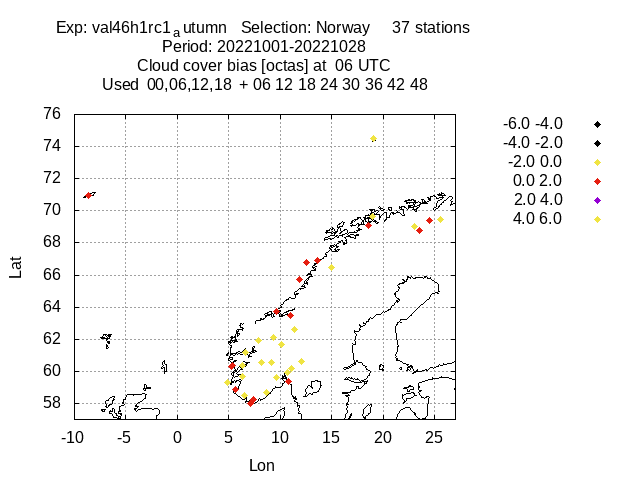 Exp: val46h1rc1autumn Selection: Norway 37 stations
Period: 20221001-20221028
Cloud cover bias [octas] at 06 UTC
Used 00,06,12,18 + 06 12 18 24 30 36 42 48
76
74
72
70
68
66
64
62
60
58
Lat
-10 -5 0 5 10 15 20 25
Lon
-6.0 -4.0
-4.0 -2.0
-2.0 0.0
0.0 2.0
2.0 4.0
4.0 6.0